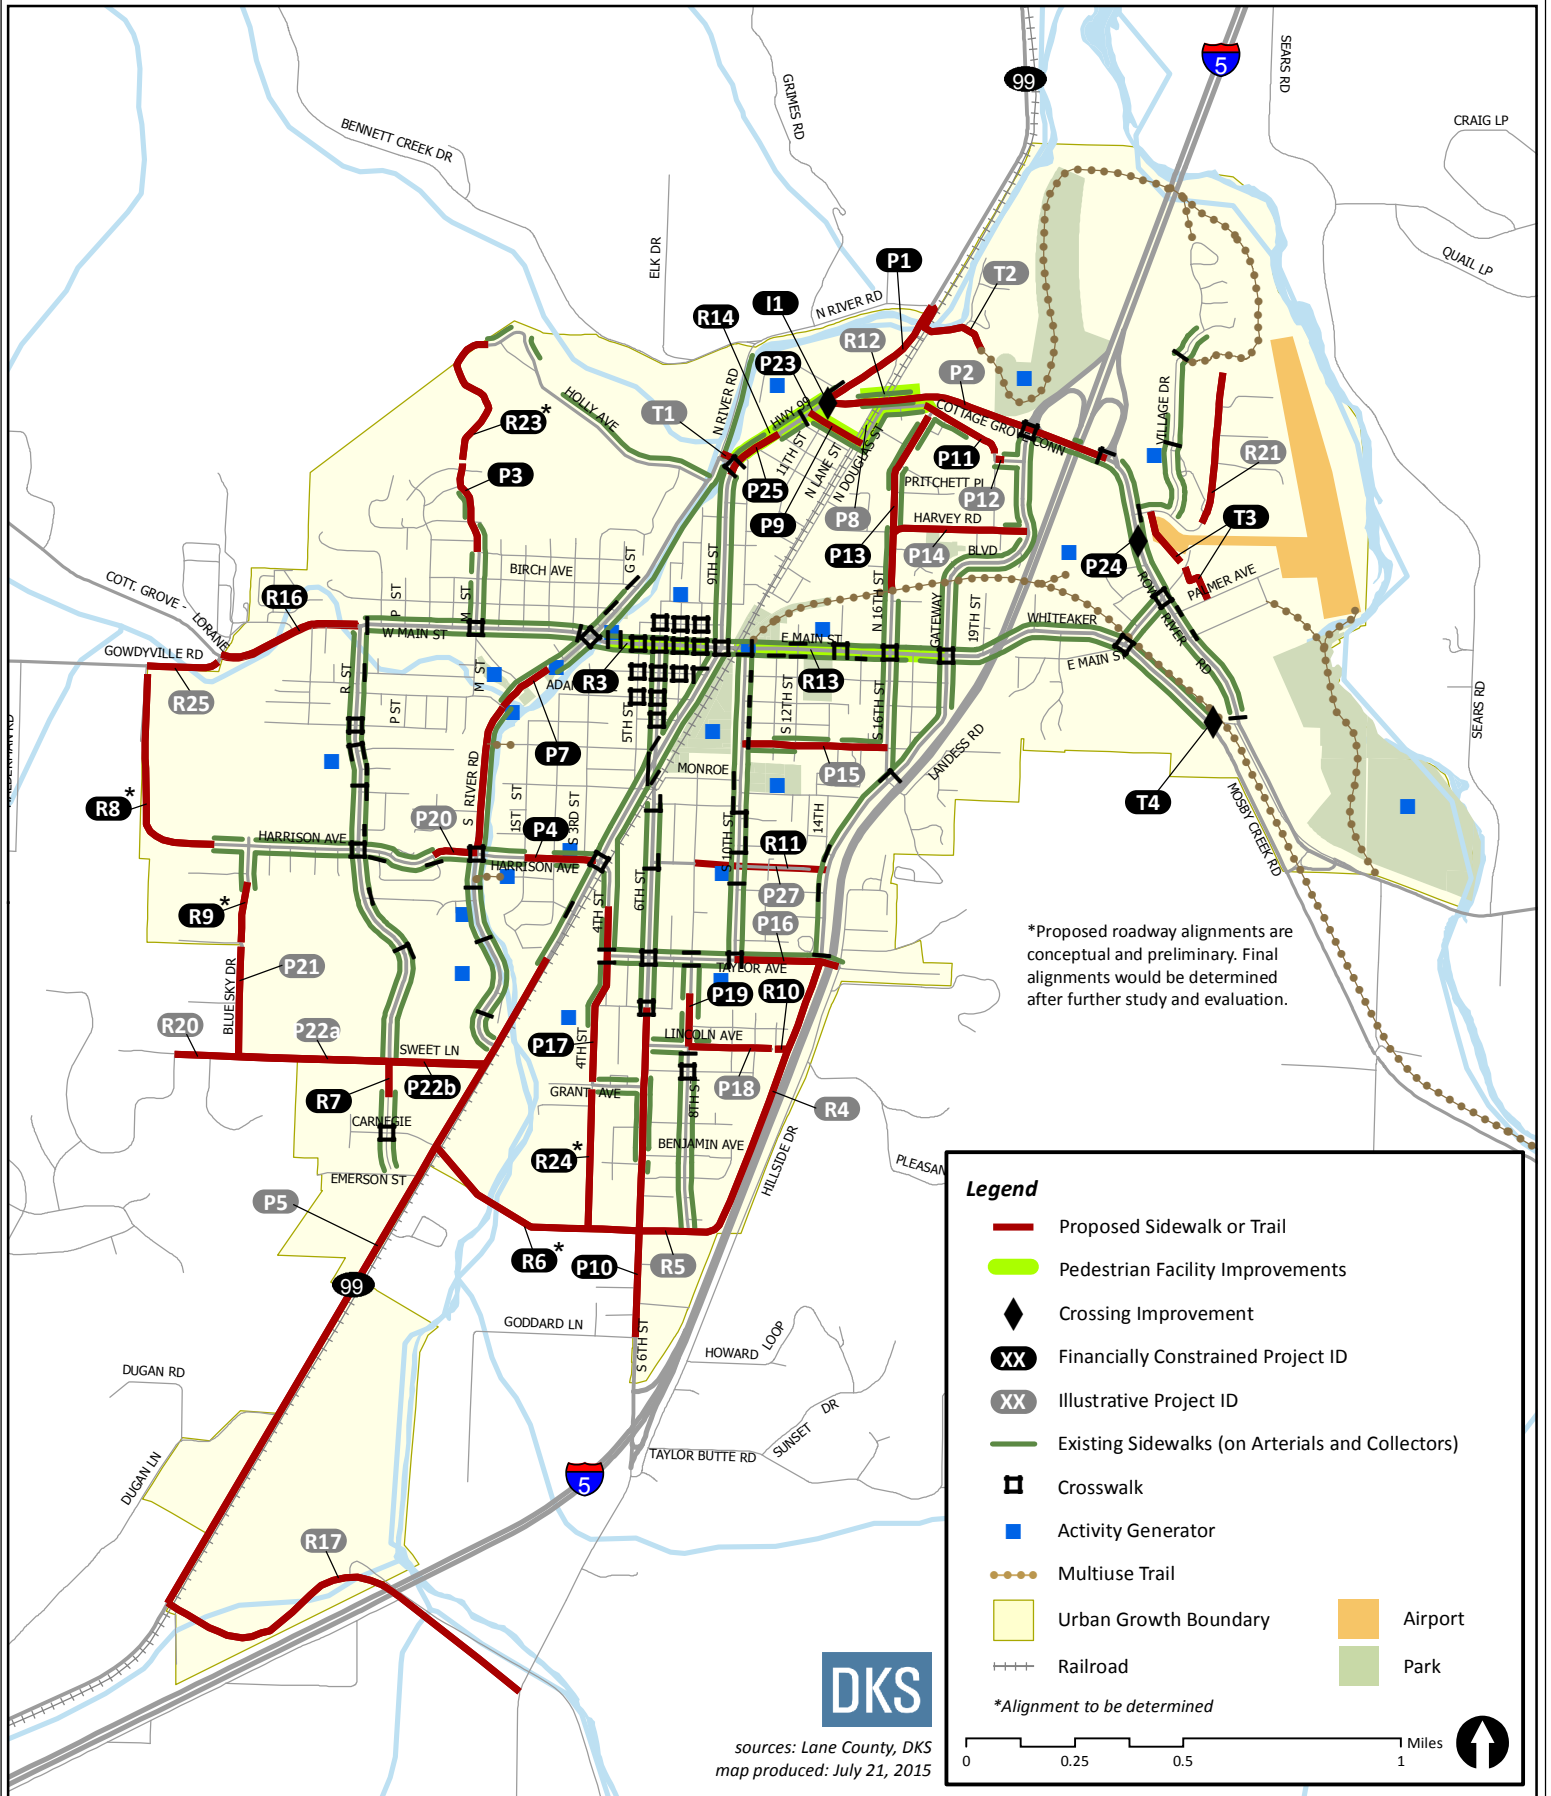 99
5
SEARS RD
GRIMES RD
CRAIG LP
BENNETT CREEK DR
ELK DR
QUAIL LP
P1
T2
I1
N RIVER RD
R14
R12
P23
P2
N RIVER RD
HWY 99
T1
HOLLY AVE
R23*
COTTAGE GROVE CONN
VILLAGE DR
11TH ST
N LANE ST
N DOUGLAS ST
P11
R21
P3
PRITCHETT PL
P25
P12
P9
P8
HARVEY RD
T3
P13
P14
BLVD
P24
9TH ST
G ST
BIRCH AVE
COTT. GROVE - LORANE
R16
P ST
M ST
N 16TH ST
GATEWAY
19TH ST
ROW RIVER RD
PALMER AVE
WHITEAKER
W MAIN ST
E MAIN ST
GOWDYVILLE RD
R25
R ST
M ST
P ST
R3
R13
E MAIN ST
SEARS RD
5TH ST
S 12TH ST
S 16TH ST
P7
LANDESS RD
S RIVER RD
MONROE
P15
T4
MOSBY CREEK RD
R8*
P20
1ST ST
S 3RD ST
P4
14TH
HARRISON AVE
HARRISON AVE
S 10TH ST
R11
P27
R9*
4TH ST
6TH ST
P16
*Proposed roadway alignments are
conceptual and preliminary. Final
alignments would be determined
after further study and evaluation.
P21
BLUE SKY DR
TAYLOR AVE
P19
R10
R20
P22a
SWEET LN
P17
4TH ST
LINCOLN AVE
R7
P22b
P18
GRANT AVE
8TH ST
R4
CARNEGIE
R24*
BENJAMIN AVE
HILLSIDE DR
EMERSON ST
P5
R6*
P10
R5
99
GODDARD LN
S 6TH ST
HOWARD LOOP
DUGAN RD
SUNSET DR
TAYLOR BUTTE RD
DUGAN LN
5
R17
Legend
Proposed Sidewalk or Trail
Pedestrian Facility Improvements
Crossing Improvement
XX Financially Constrained Project ID
XX Illustrative Project ID
Existing Sidewalks (on Arterials and Collectors)
Crosswalk
Activity Generator
Multiuse Trail
Urban Growth Boundary
Airport
Railroad
Park
*Alignment to be determined
Miles
0 0.25 0.5 1
DKS
sources: Lane County, DKS
map produced: July 21, 2015